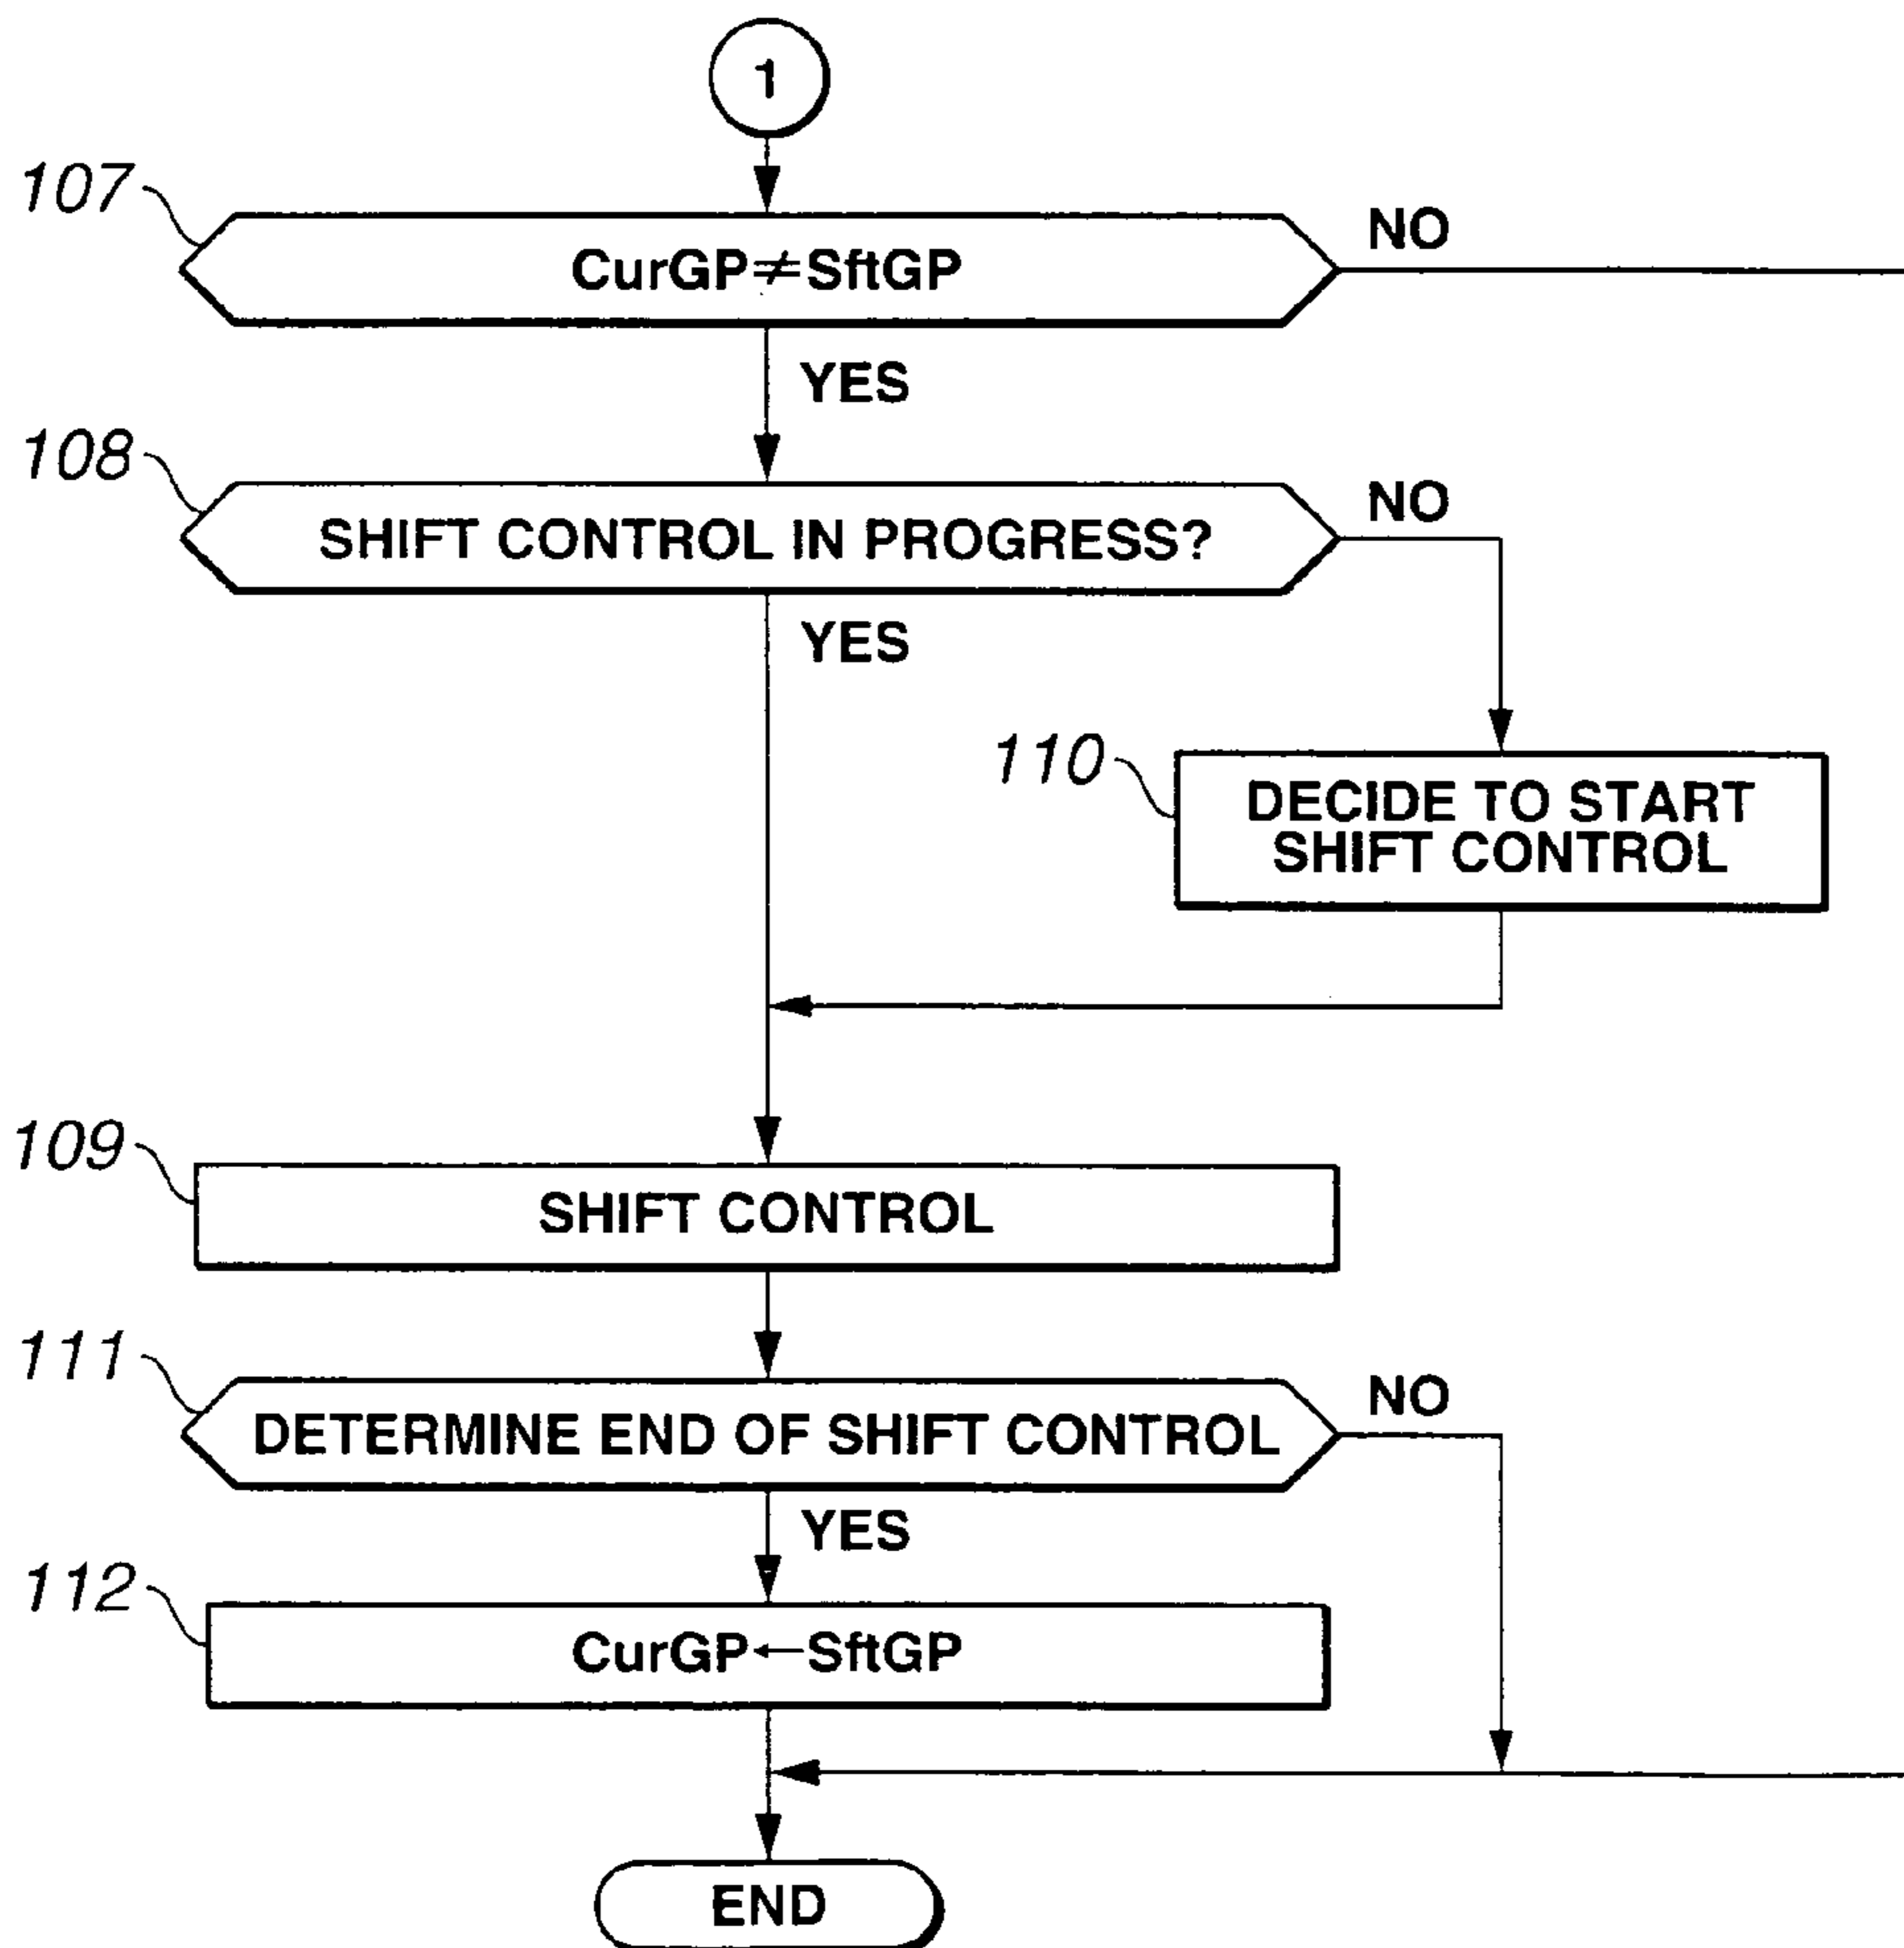 1
107
CurGP≠SftGP
NO
YES
108
SHIFT CONTROL IN PROGRESS?
NO
YES
110
DECIDE TO START
SHIFT CONTROL
109
SHIFT CONTROL
111
DETERMINE END OF SHIFT CONTROL
NO
YES
112
CurGP←SftGP
END